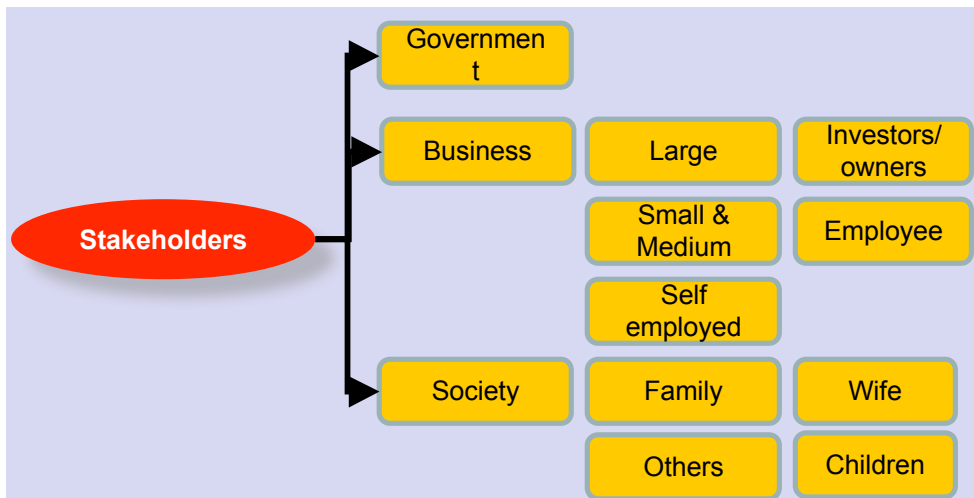 Governmen
t
Business
Large
Investors/
owners
Stakeholders
Small &
Medium
Employee
Self
employed
Society
Family
Wife
Others
Children